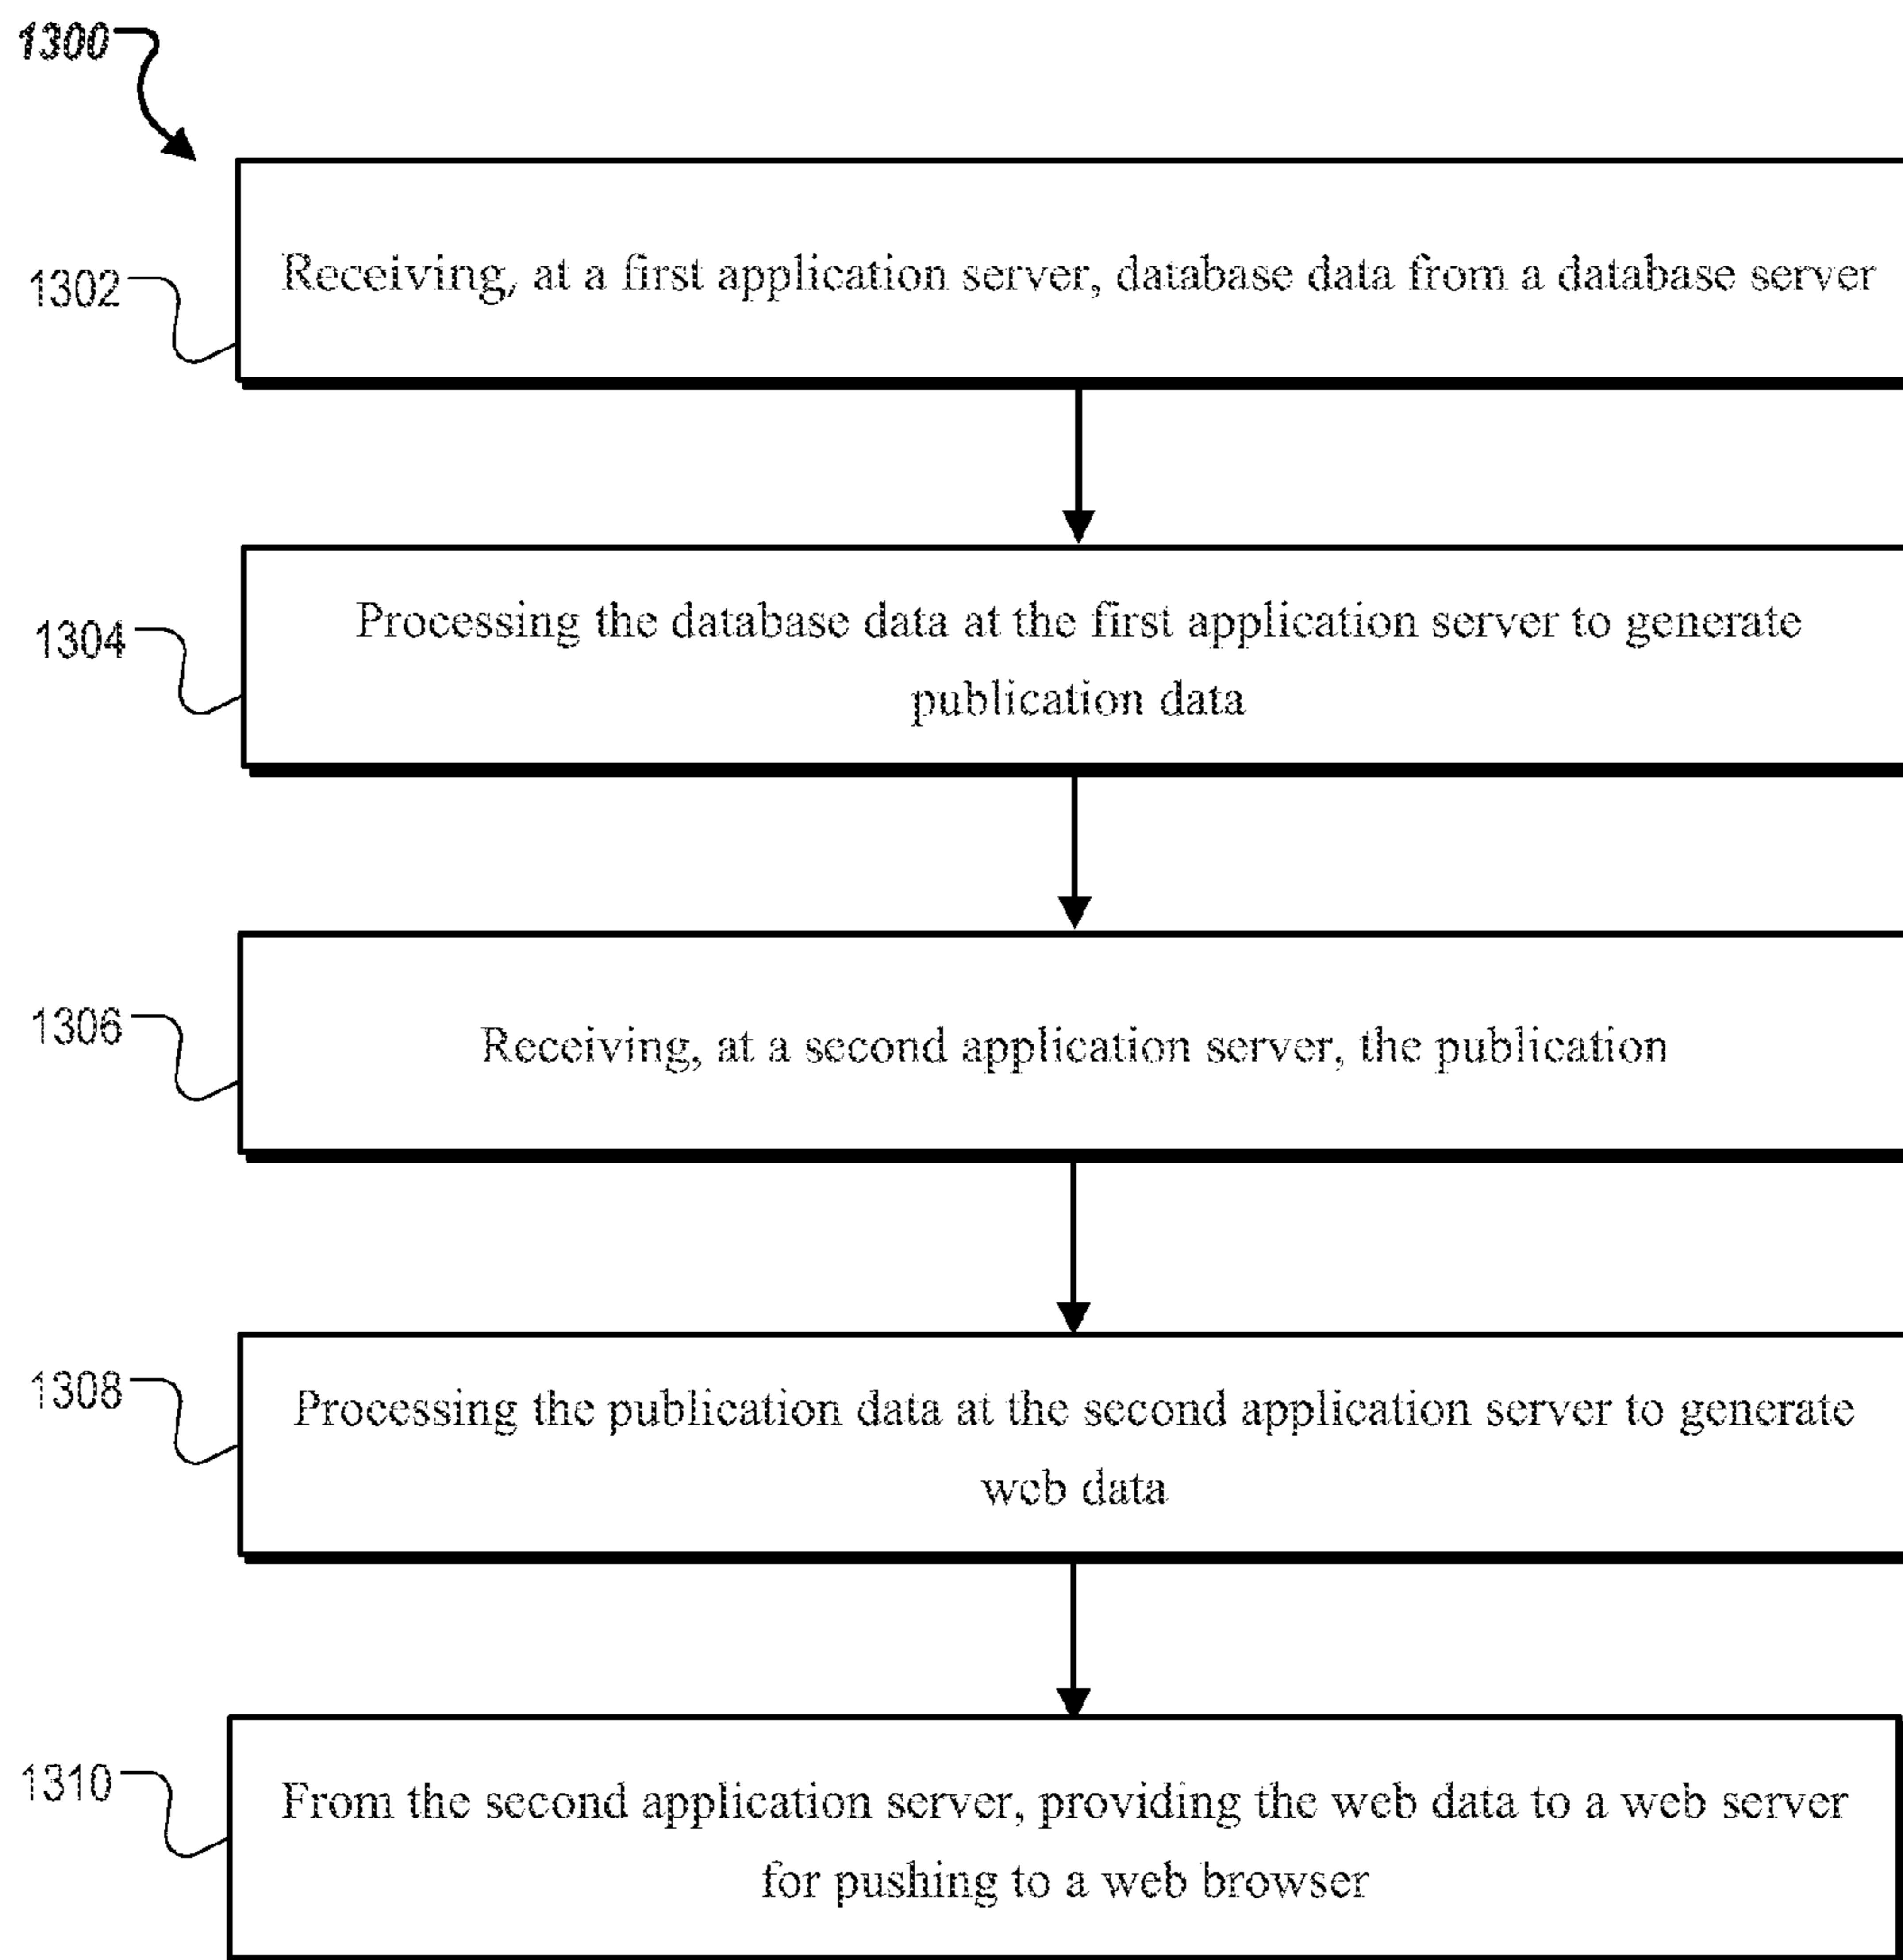 1300
1302
Receiving, at a first application server, database data from a database server
1304
Processing the database data at the first application server to generate
publication data
1306
Receiving, at a second application server, the publication
1308
Processing the publication data at the second application server to generate
web data
1310
From the second application server, providing the web data to a web server
for pushing to a web browser